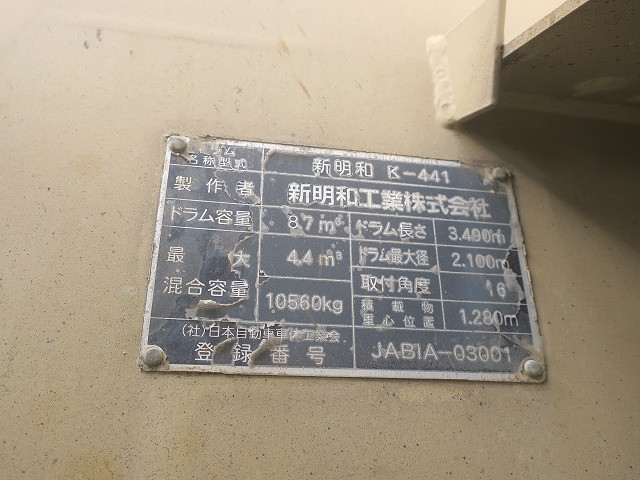 ドラム
名称型式 新明和 K-441
製作者 新明和工業株式会社
ドラム容量 8.7m³ ドラム長さ 3.490m
最大 4.4m³ ドラム最大径 2.100m
混合容量 10560kg 取付角度 16
積載物
重心位置 1.280m
(社)日本自動車車体工業会
登録番号 JABIA-03001